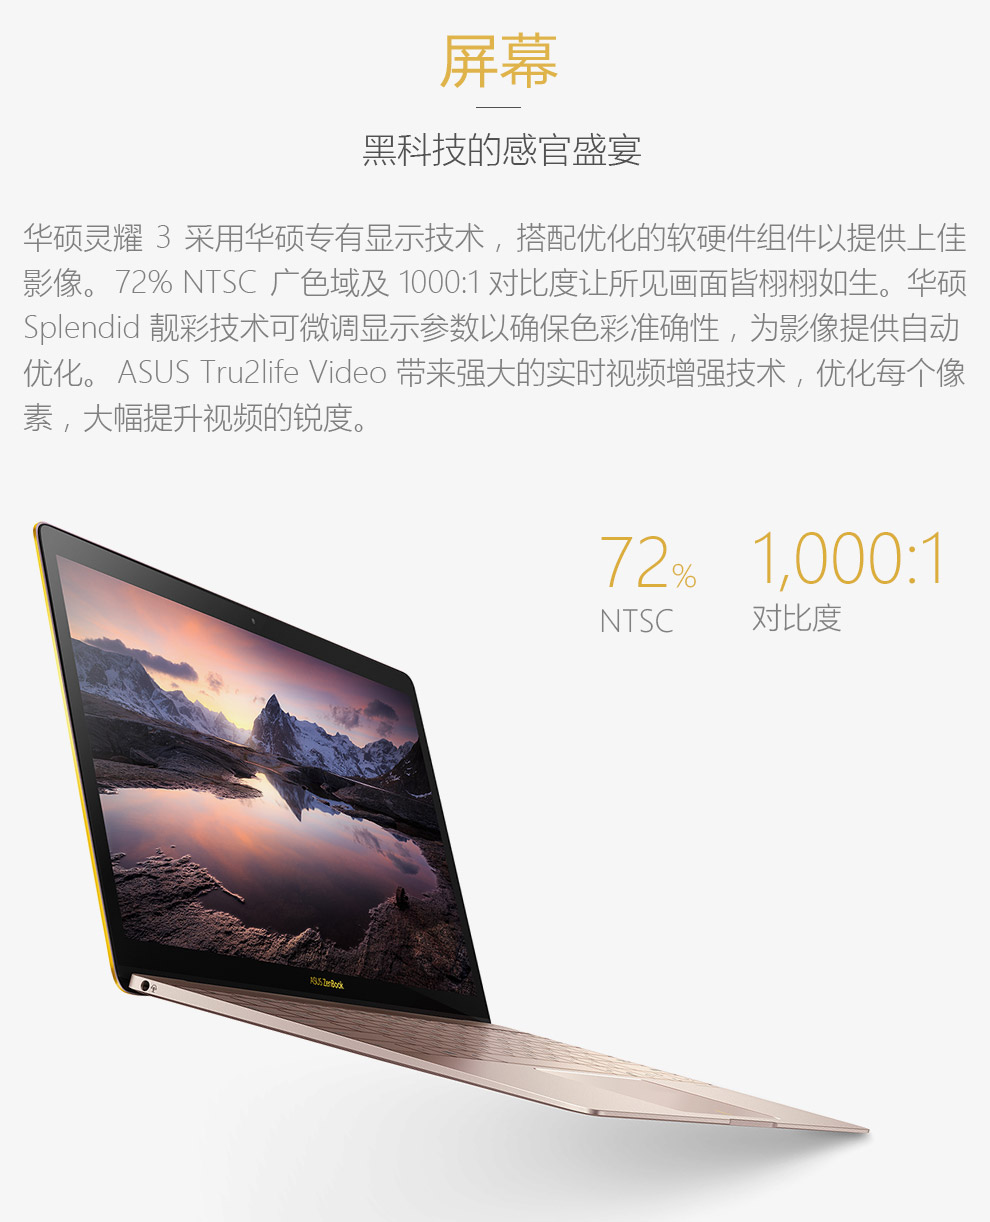 屏幕
黑科技的感官盛宴
华硕灵耀 3 采用华硕专有显示技术，搭配优化的软硬件组件以提供上佳
影像。72% NTSC 广色域及 1000:1 对比度让所见画面皆栩栩如生。华硕
Splendid 靓彩技术可微调显示参数以确保色彩准确性，为影像提供自动
优化。ASUS Tru2life Video 带来强大的实时视频增强技术，优化每个像
素，大幅提升视频的锐度。
72% 1,000:1
NTSC 对比度
ASUS ZenBook